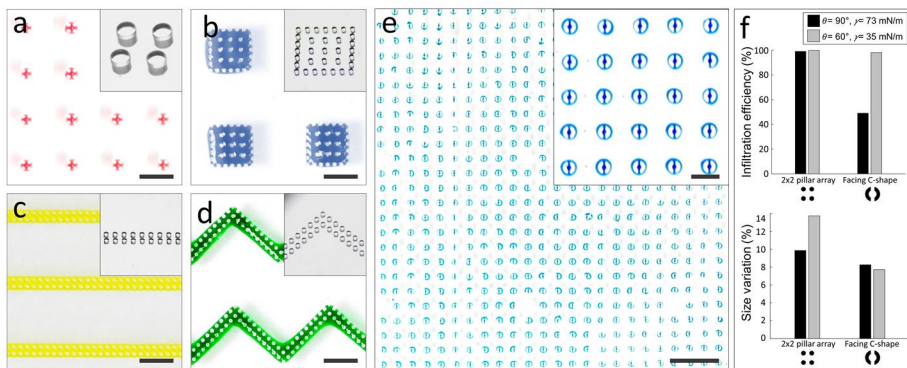 a
b
c
d
e
f
θ= 90°, γ= 73 mN/m
θ= 60°, γ= 35 mN/m
Infiltration efficiency (%)
100
80
60
40
20
0
2x2 pillar array
Facing C-shape
Size variation (%)
14
12
10
8
6
4
2
0
2x2 pillar array
Facing C-shape